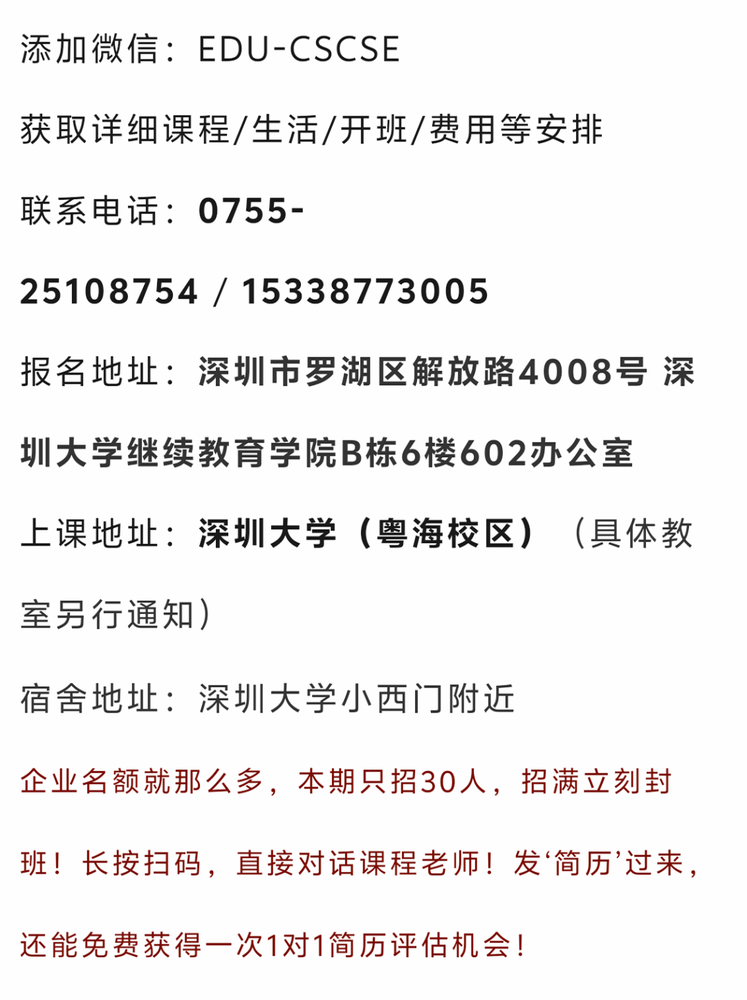 添加微信：EDU-CSCSE
获取详细课程/生活/开班/费用等安排
联系电话：0755-
25108754 / 15338773005
报名地址：深圳市罗湖区解放路4008号 深
圳大学继续教育学院B栋6楼602办公室
上课地址：深圳大学（粤海校区）（具体教
室另行通知）
宿舍地址：深圳大学小西门附近
企业名额就那么多，本期只招30人，招满立刻封
班！长按扫码，直接对话课程老师！发‘简历’过来，
还能免费获得一次1对1简历评估机会！